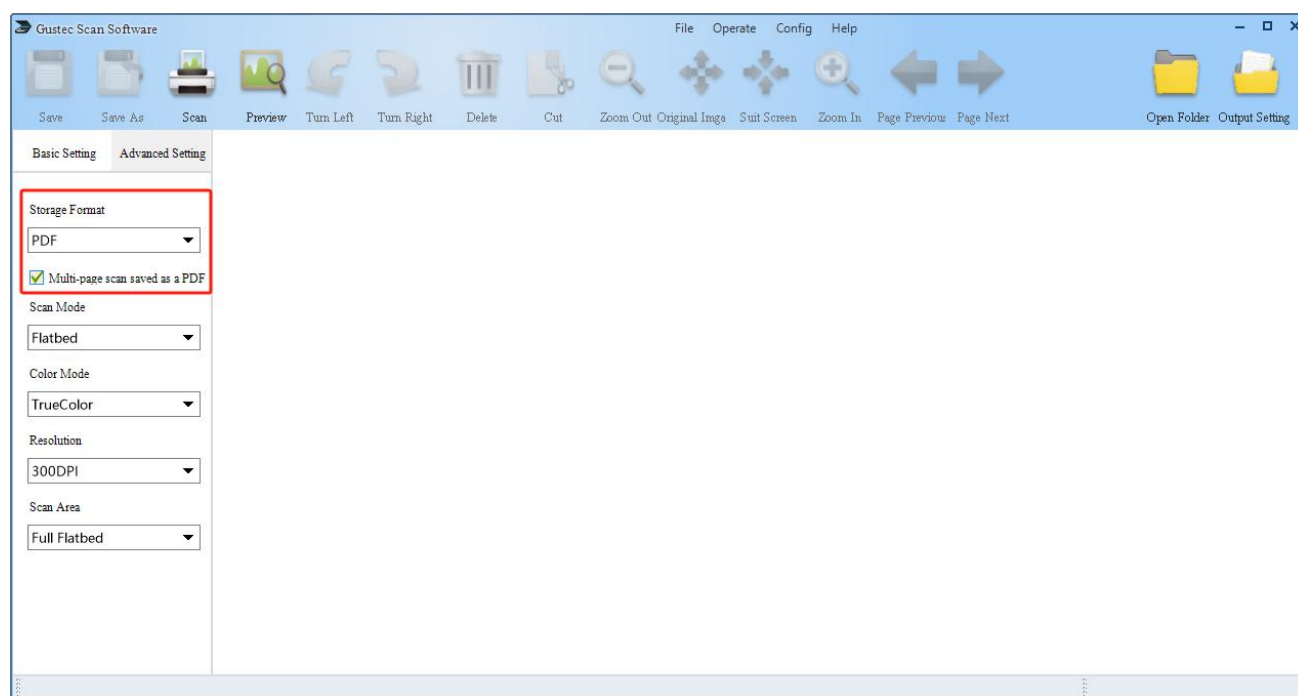 Gustec Scan Software File Operate Config Help
Save Save As Scan Preview Turn Left Turn Right Delete Cut Zoom Out Original Imga Suit Screen Zoom In Page Previour Page Next Open Folder Output Setting
Basic Setting Advanced Setting
Storage Format
PDF
Multi-page scan saved as a PDF
Scan Mode
Flatbed
Color Mode
TrueColor
Resolution
300DPI
Scan Area
Full Flatbed